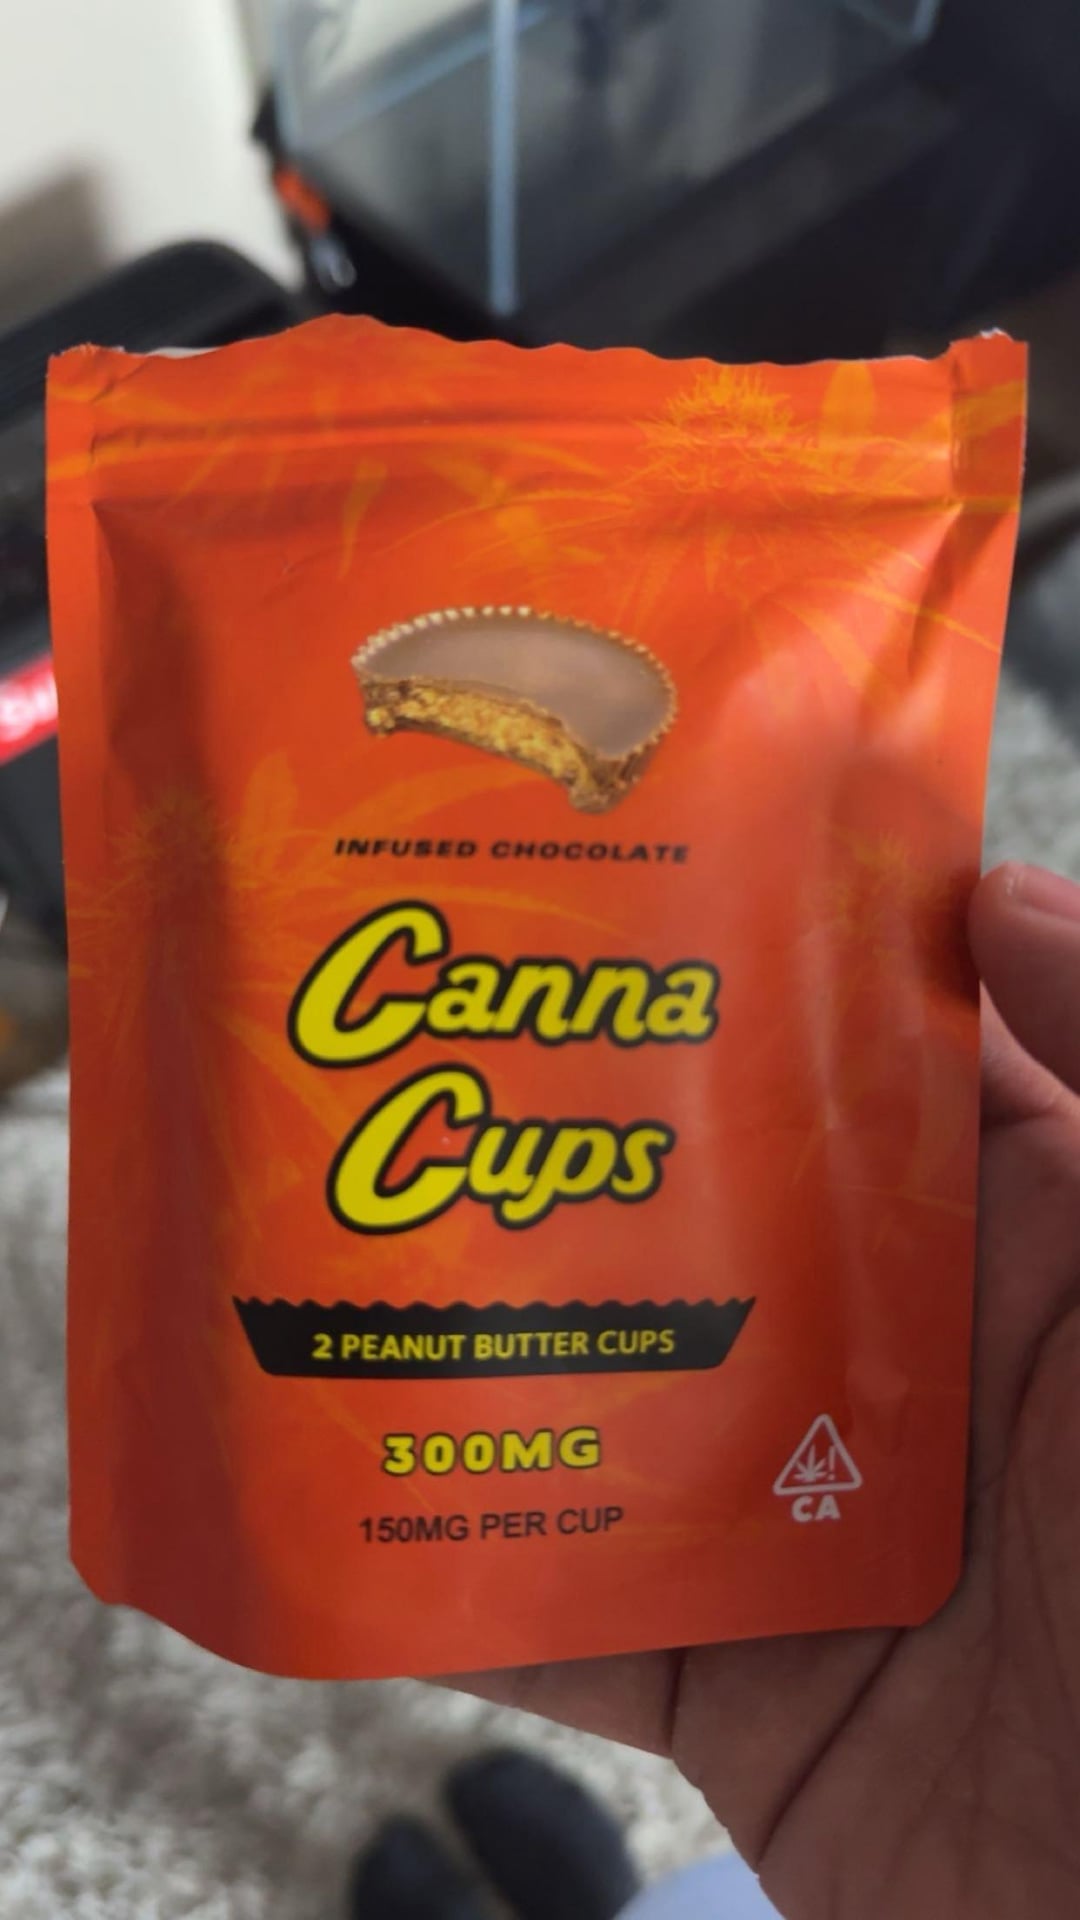 INFUSED CHOCOLATE
Canna
Cups
2 PEANUT BUTTER CUPS
300MG
150MG PER CUP
CA